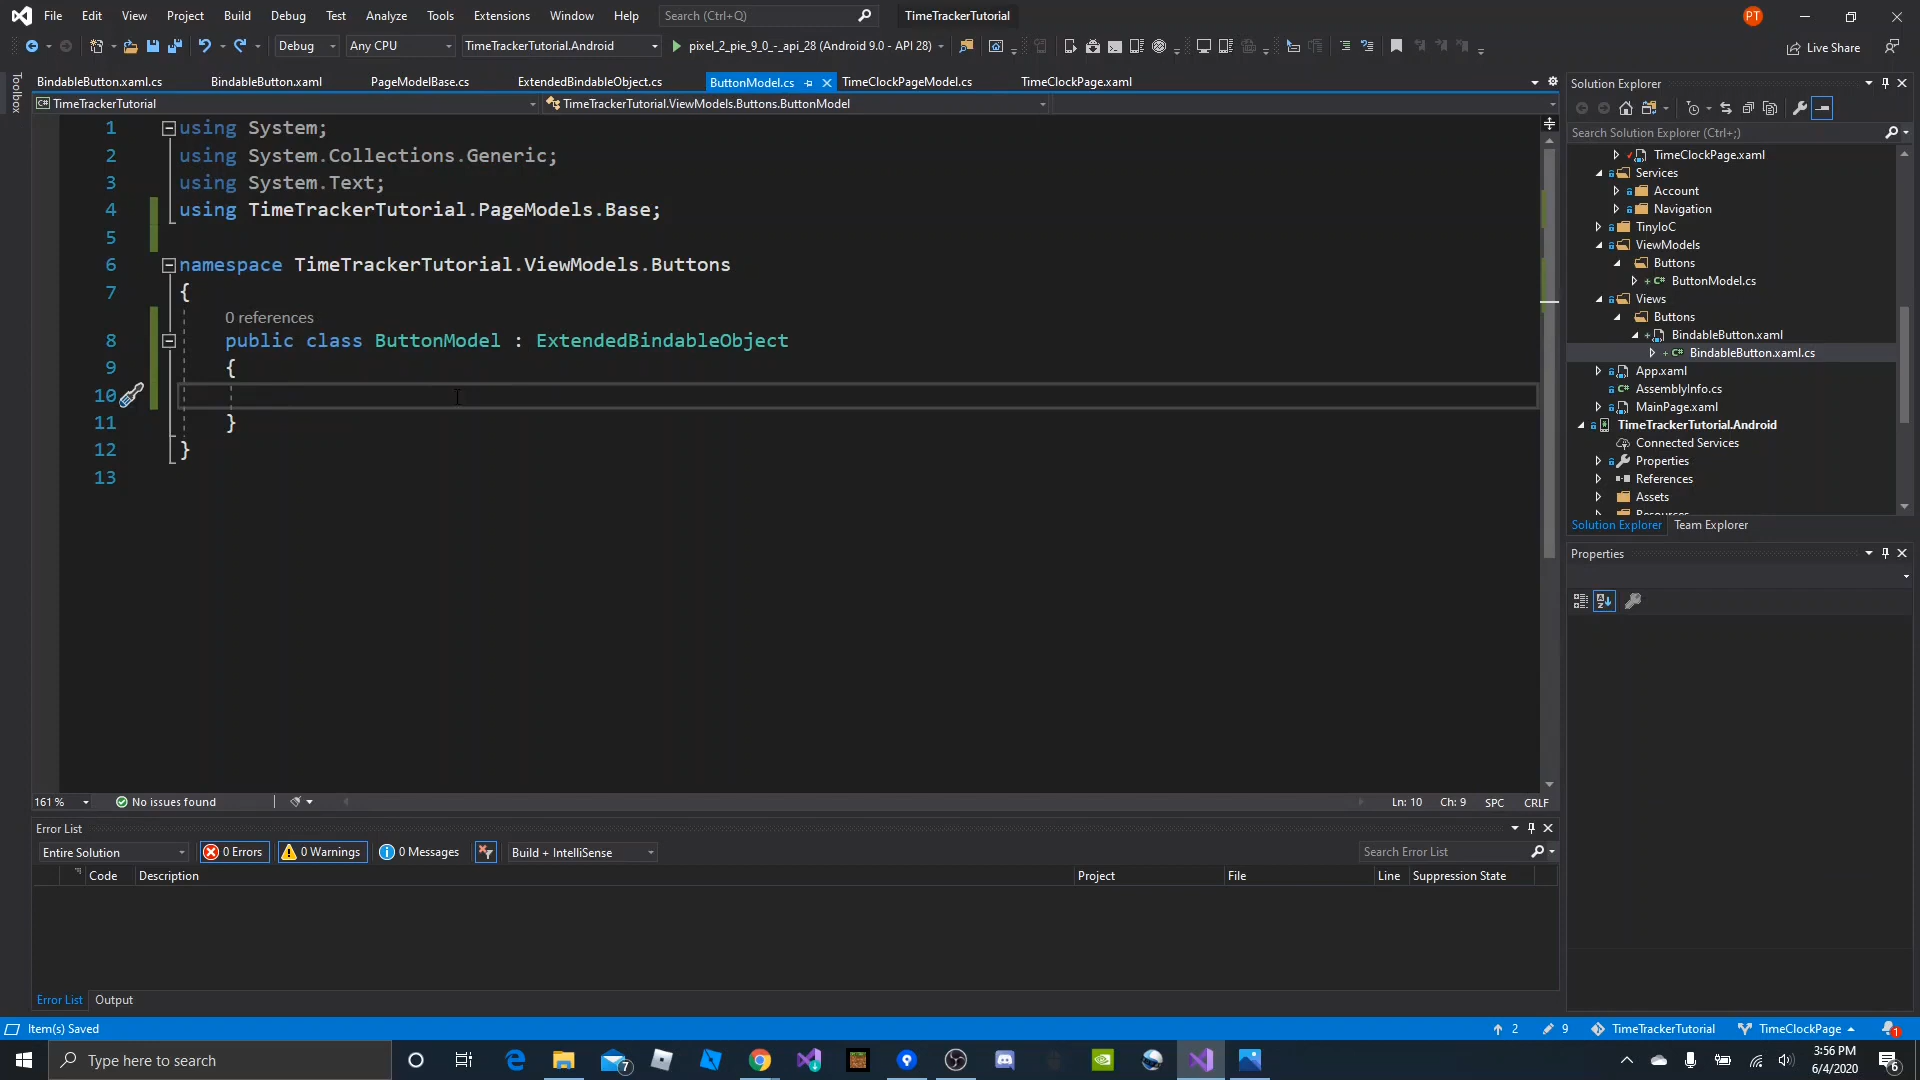 File Edit View Project Build Debug Test Analyze Tools Extensions Window Help Search (Ctrl+Q) TimeTrackerTutorial PT
Debug Any CPU TimeTrackerTutorial.Android pixel_2_pie_9_0_-_api_28 (Android 9.0 - API 28) Live Share
Toolbox
BindableButton.xaml.cs BindableButton.xaml PageModelBase.cs ExtendedBindableObject.cs ButtonModel.cs TimeClockPageModel.cs TimeClockPage.xaml
TimeTrackerTutorial TimeTrackerTutorial.ViewModels.Buttons.ButtonModel
1 using System;
2 using System.Collections.Generic;
3 using System.Text;
4 using TimeTrackerTutorial.PageModels.Base;
5
6 namespace TimeTrackerTutorial.ViewModels.Buttons
7 {
0 references
8 public class ButtonModel : ExtendedBindableObject
9 {
10
11 }
12 }
13
161 % No issues found Ln: 10 Ch: 9 SPC CRLF
Error List
Entire Solution 0 Errors 0 Warnings 0 Messages Build + IntelliSense Search Error List
Code Description Project File Line Suppression State
Error List Output
Solution Explorer
Search Solution Explorer (Ctrl+;)
TimeClockPage.xaml
Services
Account
Navigation
TinyIoC
ViewModels
Buttons
ButtonModel.cs
Views
Buttons
BindableButton.xaml
BindableButton.xaml.cs
App.xaml
AssemblyInfo.cs
MainPage.xaml
TimeTrackerTutorial.Android
Connected Services
Properties
References
Assets
Resources
Solution Explorer Team Explorer
Properties
Item(s) Saved 2 9 TimeTrackerTutorial TimeClockPage 1
Type here to search 7 3:56 PM
6/4/2020 6